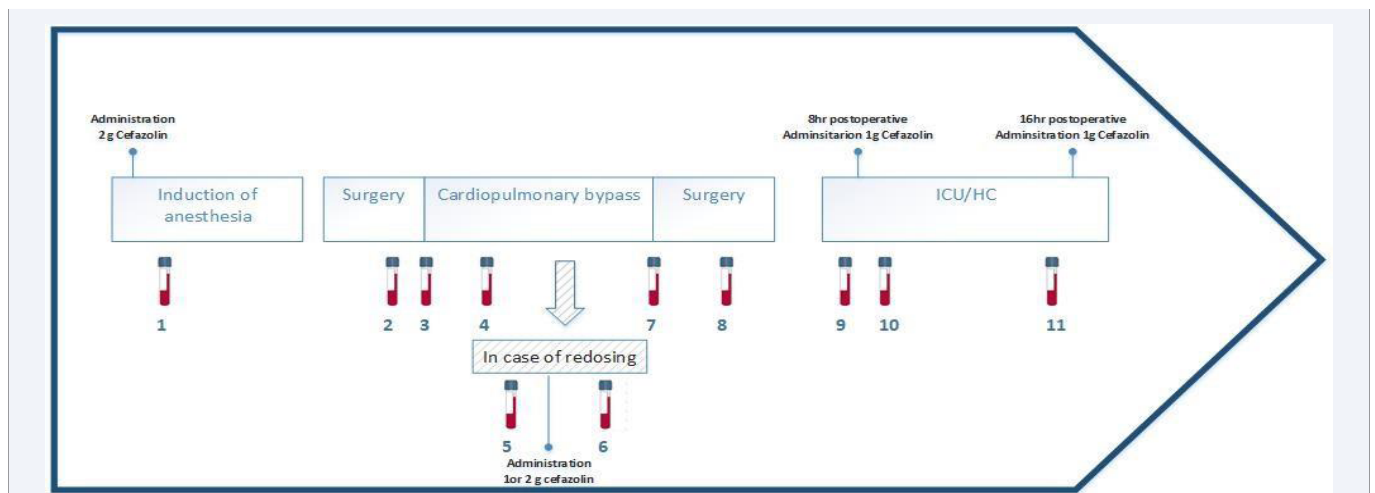 Administration
2g Cefazolin
8hr postoperative
Adminsitarion 1g Cefazolin
16hr postoperative
Adminsitration 1g Cefazolin
Induction of
anesthesia
Surgery
Cardiopulmonary bypass
Surgery
ICU/HC
1
2
3
4
7
8
9
10
11
In case of redosing
5
6
Administration
1or 2 g cefazolin